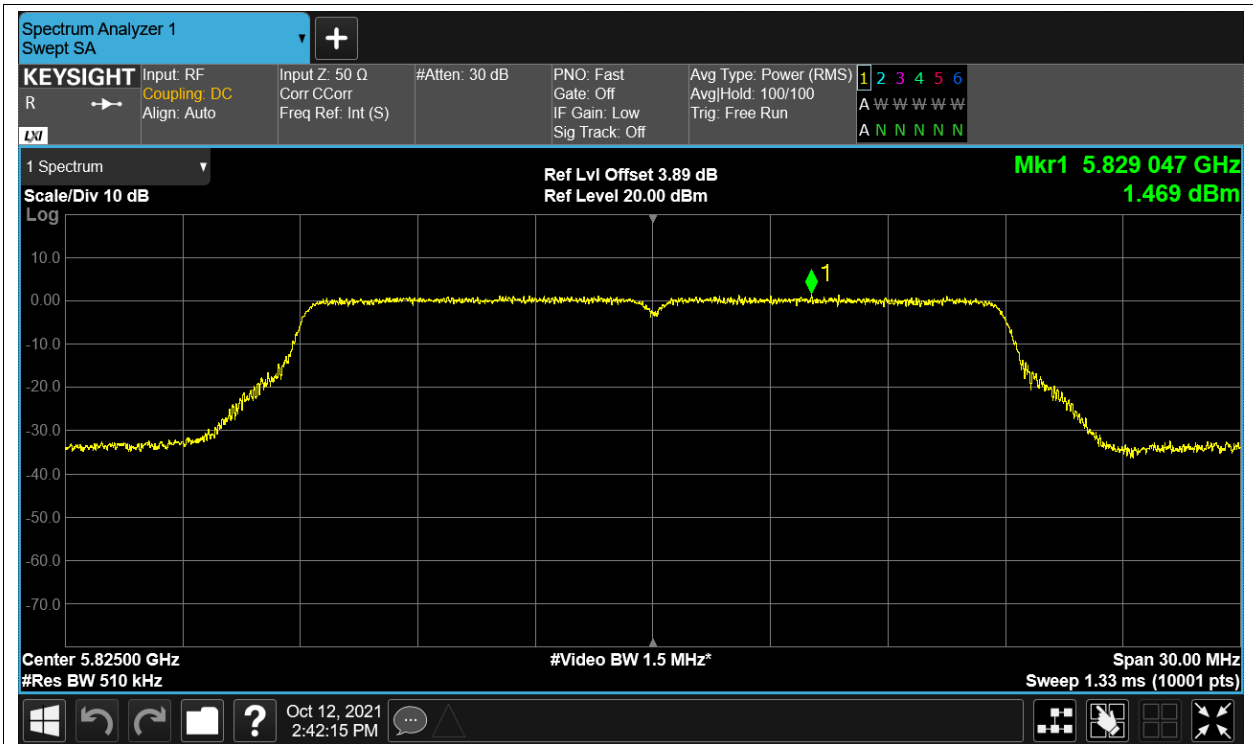 Spectrum Analyzer 1
Swept SA
KEYSIGHT
R
LXI
Input: RF
Coupling: DC
Align: Auto
Input Z: 50 Ω
Corr CCorr
Freq Ref: Int (S)
#Atten: 30 dB
PNO: Fast
Gate: Off
IF Gain: Low
Sig Track: Off
Avg Type: Power (RMS)
Avg|Hold: 100/100
Trig: Free Run
1 2 3 4 5 6
A W W W W W
A N N N N N
1 Spectrum
Scale/Div 10 dB
Log
Ref Lvl Offset 3.89 dB
Ref Level 20.00 dBm
Mkr1 5.829 047 GHz
1.469 dBm
10.0
0.00
-10.0
-20.0
-30.0
-40.0
-50.0
-60.0
-70.0
1
Center 5.82500 GHz
#Res BW 510 kHz
#Video BW 1.5 MHz*
Span 30.00 MHz
Sweep 1.33 ms (10001 pts)
?
Oct 12, 2021
2:42:15 PM